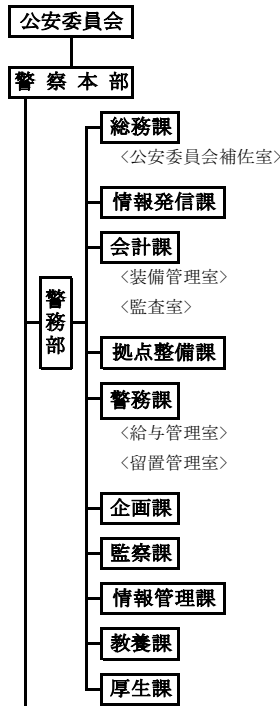 公安委員会
警察本部
総務課
〈公安委員会補佐室〉
情報発信課
会計課
〈装備管理室〉
〈監査室〉
警務部
拠点整備課
警務課
〈給与管理室〉
〈留置管理室〉
企画課
監察課
情報管理課
教養課
厚生課